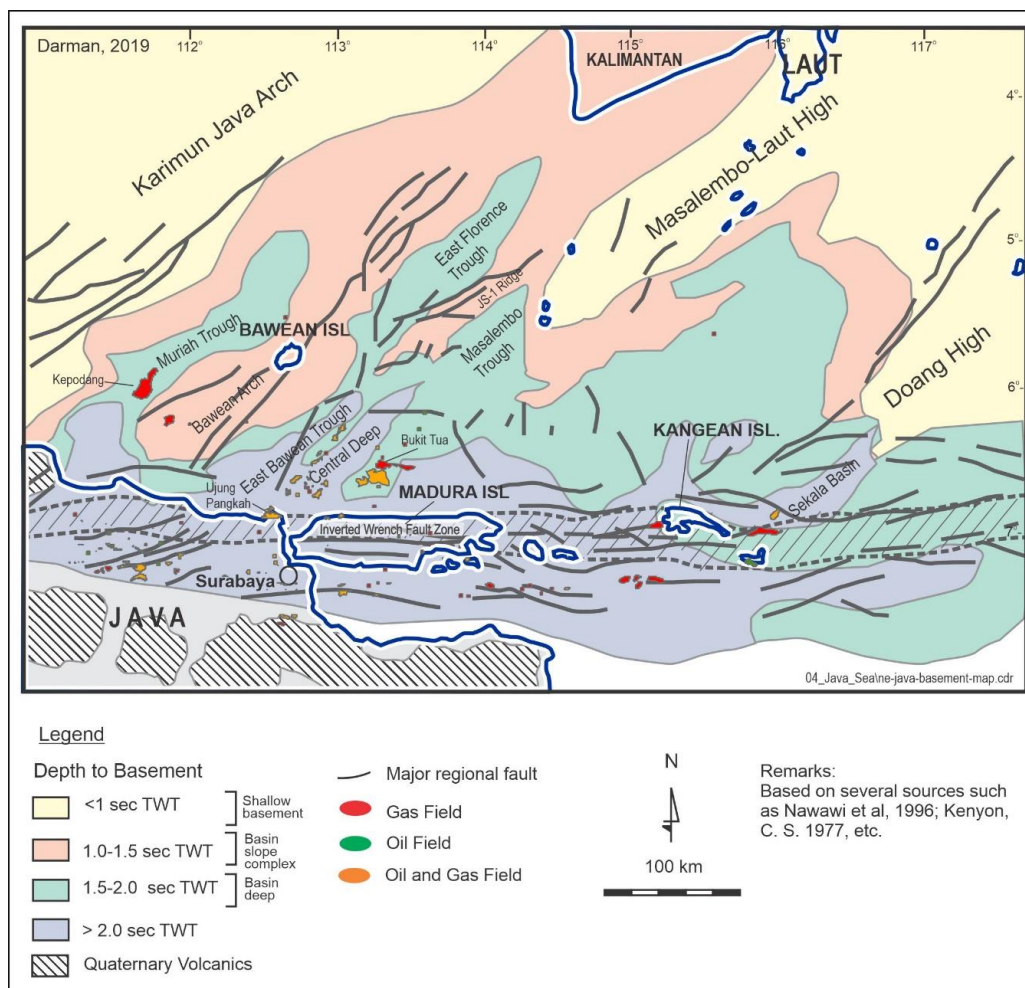 Darman, 2019
112°
113°
114°
115°
116°
117°
KALIMANTAN
LAUT
4°
Karimun Java Arch
Masalembo-Laut High
East Florence
Trough
5°
JS-1 Ridge
Muriah Trough
BAWEAN ISL
Masalembo
Trough
Kepodang
Bawean Arch
Doang High
6°
East Bawean Trough
Central Deep
Bukit Tua
KANGEAN ISL.
Ujung
Pangkah
MADURA ISL
Sekala Basin
Inverted Wrench Fault Zone
Surabaya
JAVA
04_Java_Sea\ne-java-basement-map.cdr
Legend
Depth to Basement
<1 sec TWT
Shallow
basement
1.0-1.5 sec TWT
Basin
slope
complex
1.5-2.0 sec TWT
Basin
deep
> 2.0 sec TWT
Quaternary Volcanics
Major regional fault
Gas Field
Oil Field
Oil and Gas Field
N
100 km
Remarks:
Based on several sources such
as Nawawi et al, 1996; Kenyon,
C. S. 1977, etc.